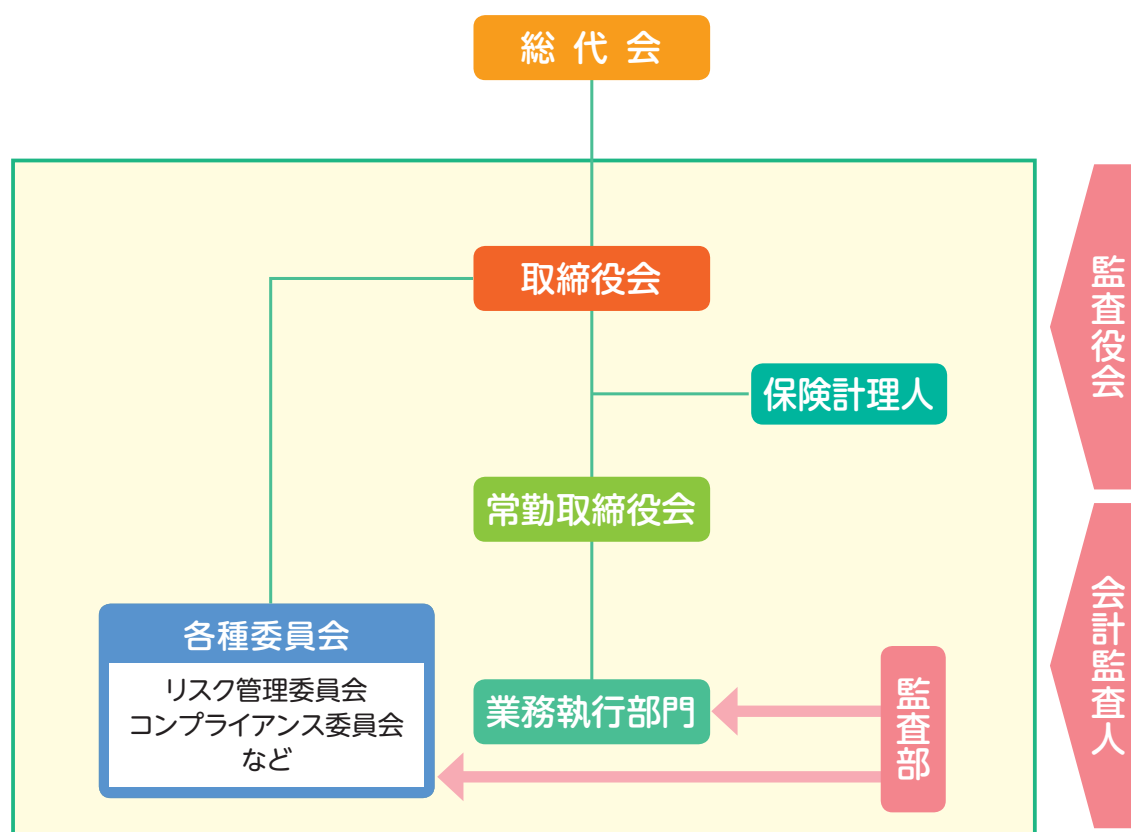 総代会
取締役会
保険計理人
常勤取締役会
各種委員会
リスク管理委員会
コンプライアンス委員会
など
業務執行部門
監査部
監査役会
会計監査人